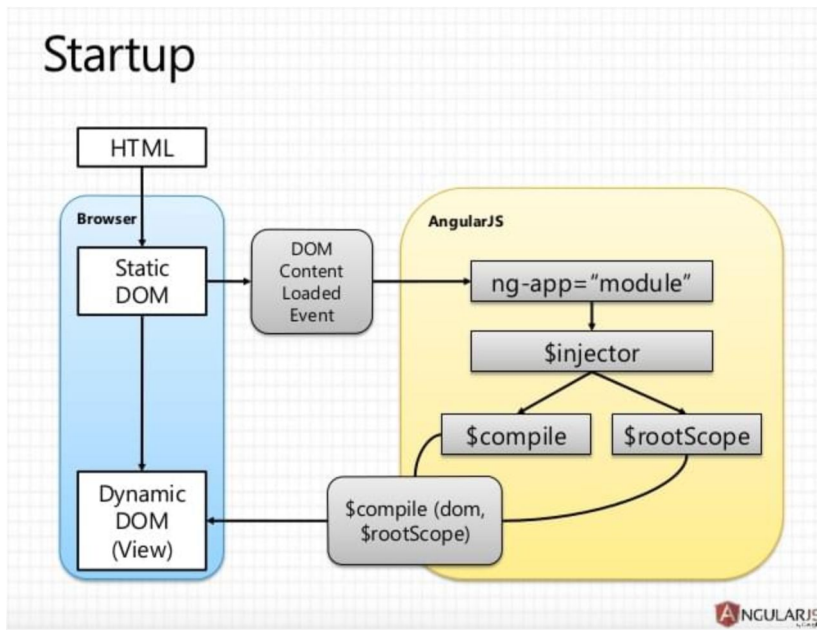 Startup
HTML
Browser
Static
DOM
DOM
Content
Loaded
Event
AngularJS
ng-app="module"
$injector
$compile
$rootScope
Dynamic
DOM
(View)
$compile (dom,
$rootScope)
ANGULARJS